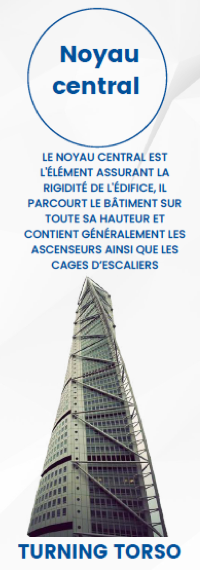 Noyau
central
LE NOYAU CENTRAL EST
L'ÉLÉMENT ASSURANT LA
RIGIDITÉ DE L'ÉDIFICE, IL
PARCOURT LE BÂTIMENT SUR
TOUTE SA HAUTEUR ET
CONTIENT GÉNÉRALEMENT LES
ASCENSEURS AINSI QUE LES
CAGES D'ESCALIERS
TURNING TORSO